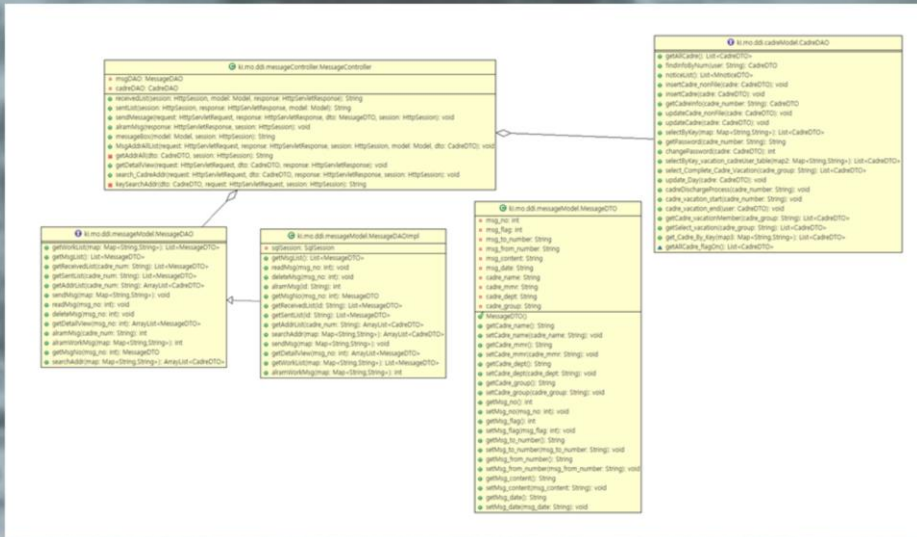 ki.mo.ddi.messageController.MessageController
msgDAO: MessageDAO
cadreDAO: CadreDAO
receivedList(session: HttpSession, model: Model, response: HttpServletResponse): String
sentList(session: HttpSession, response: HttpServletResponse, model: Model): String
sendMessage(request: HttpServletRequest, response: HttpServletResponse, dto: MessageDTO, session: HttpSession): void
alramMsg(response: HttpServletResponse, session: HttpSession): void
messageBox(model: Model, session: HttpSession): String
MsgAddrAllList(request: HttpServletRequest, response: HttpServletResponse, session: HttpSession, model: Model, dto: CadreDTO): void
getAddrAll(dto: CadreDTO, session: HttpSession): String
getDetailView(request: HttpServletRequest, dto: CadreDTO, response: HttpServletResponse): void
search_CadreAddr(request: HttpServletRequest, dto: CadreDTO, response: HttpServletResponse, session: HttpSession): void
keySearchAddr(dto: CadreDTO, request: HttpServletRequest, session: HttpSession): String
ki.mo.ddi.cadreModel.CadreDAO
getAllCadre(): List<CadreDTO>
findInfoByNum(user: String): CadreDTO
noticeList(): List<MnoticeDTO>
insertCadre_nonFile(cadre: CadreDTO): void
insertCadre(cadre: CadreDTO): void
getCadreInfo(cadre_number: String): CadreDTO
updateCadre_nonFile(cadre: CadreDTO): void
updateCadre(cadre: CadreDTO): void
selectByKey(map: Map<String,String>): List<CadreDTO>
getPassword(cadre_number: String): String
changePassword(cadre: CadreDTO): int
selectByKey_vacation_cadreUser_table(map2: Map<String,String>): List<CadreDTO>
select_Complete_Cadre_Vacation(cadre_group: String): List<CadreDTO>
update_Day(cadre: CadreDTO): void
cadreDischargeProcess(cadre_number: String): void
cadre_vacation_start(cadre_number: String): void
cadre_vacation_end(user: CadreDTO): void
getCadre_vacationMember(cadre_group: String): List<CadreDTO>
getSelect_vacation(cadre_group: String): List<CadreDTO>
get_Cadre_By_Key(map3: Map<String,String>): List<CadreDTO>
getAllCadre_flagOn(): List<CadreDTO>
ki.mo.ddi.messageModel.MessageDAO
getWorkList(map: Map<String,String>): List<MessageDTO>
getMsgList(): List<MessageDTO>
getReceivedList(cadre_num: String): List<MessageDTO>
getSentList(cadre_num: String): List<MessageDTO>
getAddrList(cadre_num: String): ArrayList<CadreDTO>
sendMsg(map: Map<String,String>): void
readMsg(msg_no: int): void
deleteMsg(msg_no: int): void
getDetailView(msg_no: int): ArrayList<MessageDTO>
alramMsg(cadre_num: String): int
alramWorkMsg(map: Map<String,String>): int
getMsgNo(msg_no: int): MessageDTO
searchAddr(map: Map<String,String>): ArrayList<CadreDTO>
ki.mo.ddi.messageModel.MessageDAOImpl
sqlSession: SqlSession
getMsgList(): List<MessageDTO>
readMsg(msg_no: int): void
deleteMsg(msg_no: int): void
alramMsg(id: String): int
getMsgNo(msg_no: int): MessageDTO
getReceivedList(id: String): List<MessageDTO>
getSentList(id: String): List<MessageDTO>
getAddrList(cadre_num: String): ArrayList<CadreDTO>
searchAddr(map: Map<String,String>): ArrayList<CadreDTO>
sendMsg(map: Map<String,String>): void
getDetailView(msg_no: int): ArrayList<MessageDTO>
getWorkList(map: Map<String,String>): List<MessageDTO>
alramWorkMsg(map: Map<String,String>): int
ki.mo.ddi.messageModel.MessageDTO
msg_no: int
msg_flag: int
msg_to_number: String
msg_from_number: String
msg_content: String
msg_date: String
cadre_name: String
cadre_mmr: String
cadre_dept: String
cadre_group: String
MessageDTO()
getCadre_name(): String
setCadre_name(cadre_name: String): void
getCadre_mmr(): String
setCadre_mmr(cadre_mmr: String): void
getCadre_dept(): String
setCadre_dept(cadre_dept: String): void
getCadre_group(): String
setCadre_group(cadre_group: String): void
getMsg_no(): int
setMsg_no(msg_no: int): void
getMsg_flag(): int
setMsg_flag(msg_flag: int): void
getMsg_to_number(): String
setMsg_to_number(msg_to_number: String): void
getMsg_from_number(): String
setMsg_from_number(msg_from_number: String): void
getMsg_content(): String
setMsg_content(msg_content: String): void
getMsg_date(): String
setMsg_date(msg_date: String): void